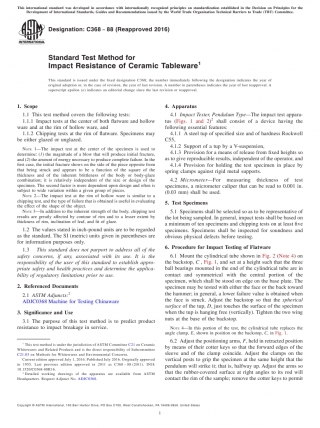 This international standard was developed in accordance with internationally recognized principles on standardization established in the Decision on Principles for the
Development of International Standards, Guides and Recommendations issued by the World Trade Organization Technical Barriers to Trade (TBT) Committee.
Designation: C368 – 88 (Reapproved 2016)
Standard Test Method for
Impact Resistance of Ceramic Tableware¹
This standard is issued under the fixed designation C368; the number immediately following the designation indicates the year of
original adoption or, in the case of revision, the year of last revision. A number in parentheses indicates the year of last reapproval. A
superscript epsilon (ε) indicates an editorial change since the last revision or reapproval.
1. Scope
1.1 This test method covers the following tests:
1.1.1 Impact tests at the center of both flatware and hollow
ware and at the rim of hollow ware, and
1.1.2 Chipping tests at the rim of flatware. Specimens may
be either glazed or unglazed.
NOTE 1—The impact test at the center of the specimen is used to
determine: (1) the magnitude of a blow that will produce initial fracture,
and (2) the amount of energy necessary to produce complete failure. In the
first case, the initial fracture shows on the side of the piece opposite from
that being struck and appears to be a function of the square of the
thickness and of the inherent brittleness of the body or body-glaze
combination; it is relatively independent of the size or design of the
specimen. The second factor is more dependent upon design and often is
subject to wide variation within a given group of pieces.
NOTE 2—The impact test at the rim of hollow ware is similar to a
chipping test, and the type of failure that is obtained is useful in evaluating
the effect of the shape of the object.
NOTE 3—In addition to the inherent strength of the body, chipping test
results are greatly affected by contour of rim and to a lesser extent by
thickness of rim, inclination of rim, diameter, and contour of the piece.
1.2 The values stated in inch-pound units are to be regarded
as the standard. The SI (metric) units given in parentheses are
for information purposes only.
1.3 This standard does not purport to address all of the
safety concerns, if any, associated with its use. It is the
responsibility of the user of this standard to establish appro-
priate safety and health practices and determine the applica-
bility of regulatory limitations prior to use.
2. Referenced Documents
2.1 ASTM Adjuncts:²
ADJC0368 Machine for Testing Chinaware
3. Significance and Use
3.1 The purpose of this test method is to predict product
resistance to impact breakage in service.
¹ This test method is under the jurisdiction of ASTM Committee C21 on Ceramic
Whitewares and Related Products and is the direct responsibility of Subcommittee
C21.03 on Methods for Whitewares and Environmental Concerns.
Current edition approved July 1, 2016. Published July 2016. Originally approved
in 1955. Last previous edition approved in 2011 as C368 – 88 (2011). DOI:
10.1520/C0368-88R16.
² Detailed working drawings of the apparatus are available from ASTM
Headquarters. Request Adjunct No. ADJC0368.
4. Apparatus
4.1 Impact Tester, Pendulum Type—The impact test appara-
tus (Figs. 1 and 2)² shall consist of a device having the
following essential features:
4.1.1 A steel tup of specified size and of hardness Rockwell
C55,
4.1.2 Support of a tup by a V-suspension,
4.1.3 Provision for a means of release from fixed heights so
as to give reproducible results, independent of the operator, and
4.1.4 Provision for holding the test specimen in place by
spring clamps against rigid metal supports.
4.2 Micrometer—For measuring thickness of test
specimens, a micrometer caliper that can be read to 0.001 in.
(0.03 mm) shall be used.
5. Test Specimens
5.1 Specimens shall be selected so as to be representative of
the lot being sampled. In general, impact tests shall be based on
a minimum of ten specimens and chipping tests on at least five
specimens. Specimens shall be inspected for soundness and
obvious physical defects before testing.
6. Procedure for Impact Testing of Flatware
6.1 Mount the cylindrical tube shown in Fig. 2 (Note 4) on
the backstop, C, Fig. 1, and set at a height such that the three
ball bearings mounted in the end of the cylindrical tube are in
contact and symmetrical with the central portion of the
specimen, which shall be stood on edge on the base plate. The
specimen may be tested with either the face or the back toward
the hammer; in general, a lower failure value is obtained when
the face is struck. Adjust the backstop so that the spherical
surface of the tup, D, just touches the surface of the specimen
when the tup is hanging free (vertically). Tighten the two wing
nuts at the base of the backstop.
NOTE 4—In this portion of the test, the cylindrical tube replaces the
angle clamp, E, shown in position on the backstop, C, in Fig. 1.
6.2 Adjust the positioning arms, F, held in retracted position
by means of their cotter keys so that the forward edges of the
sleeve and of the clamp coincide. Adjust the clamps on the
vertical posts to grip the specimen at the same height that the
pendulum will strike it; that is, halfway up. Adjust the arms so
that the rubber-covered surface at right angles to its rod will
contact the rim of the sample; remove the cotter keys to permit
Copyright © ASTM International, 100 Barr Harbor Drive, PO Box C700, West Conshohocken, PA 19428-2959. United States
1